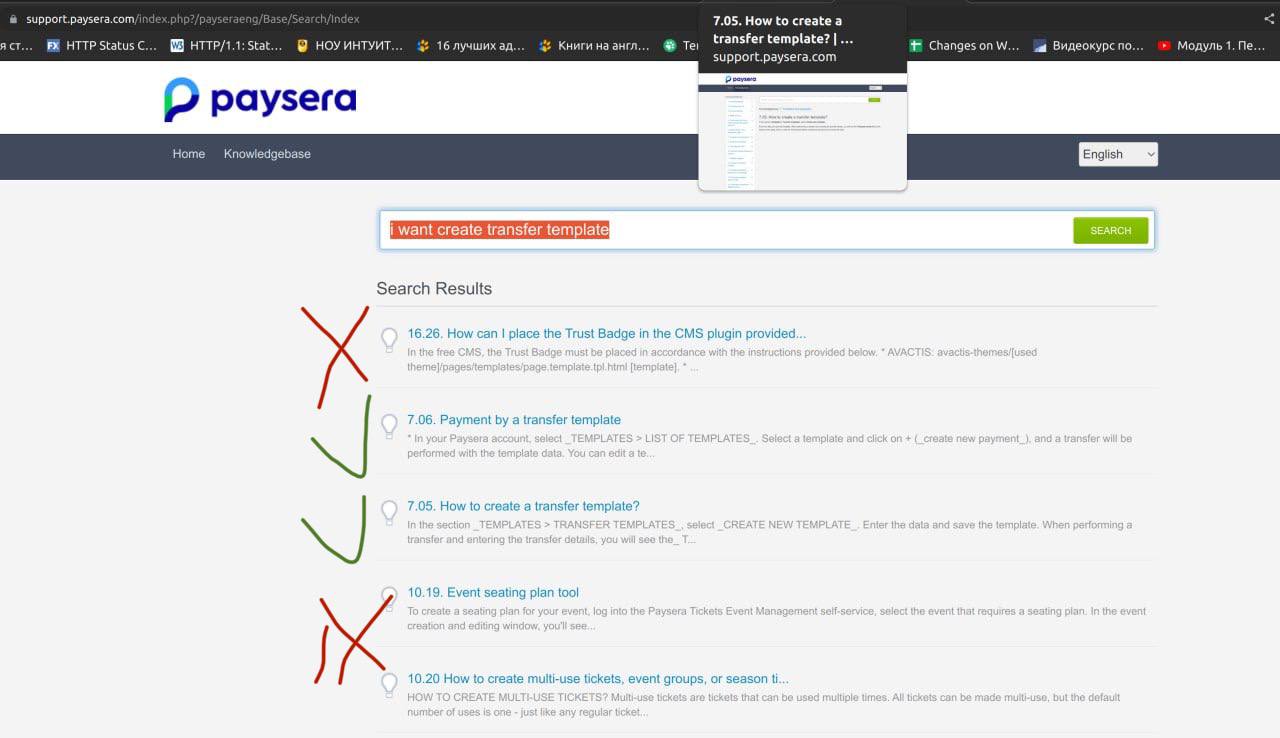 support.paysera.com/index.php?/payseraeng/Base/Search/Index
7.05. How to create a
transfer template? | ...
support.paysera.com
я ст...
FX HTTP Status C...
W3 HTTP/1.1: Stat...
НОУ ИНТУИТ...
16 лучших ад...
Книги на англ...
Changes on W...
Видеокурс по...
Модуль 1. Пе...
paysera
paysera
7.05. How to create a transfer template?
Home
Knowledgebase
English
i want create transfer template
SEARCH
Search Results
16.26. How can I place the Trust Badge in the CMS plugin provided...
In the free CMS, the Trust Badge must be placed in accordance with the instructions provided below. * AVACTIS: avactis-themes/[used
theme]/pages/templates/page.template.tpl.html [template]. * ...
7.06. Payment by a transfer template
* In your Paysera account, select _TEMPLATES > LIST OF TEMPLATES_. Select a template and click on + (_create new payment_), and a transfer will be
performed with the template data. You can edit a te...
7.05. How to create a transfer template?
In the section _TEMPLATES > TRANSFER TEMPLATES_, select _CREATE NEW TEMPLATE_. Enter the data and save the template. When performing a
transfer and entering the transfer details, you will see the_ T...
10.19. Event seating plan tool
To create a seating plan for your event, log into the Paysera Tickets Event Management self-service, select the event that requires a seating plan. In the event
creation and editing window, you'll see...
10.20 How to create multi-use tickets, event groups, or season ti...
HOW TO CREATE MULTI-USE TICKETS? Multi-use tickets are tickets that can be used multiple times. All tickets can be made multi-use, but the default
number of uses is one - just like any regular ticket...